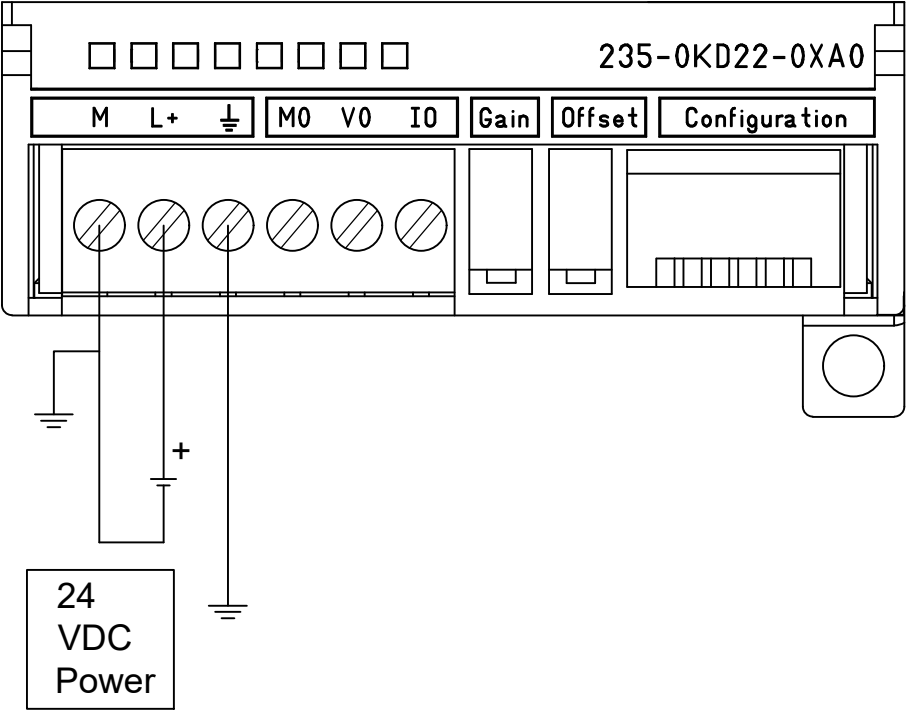 235-0KD22-0XA0
M L+ ⏚ M0 V0 I0 Gain Offset Configuration
+
24
VDC
Power